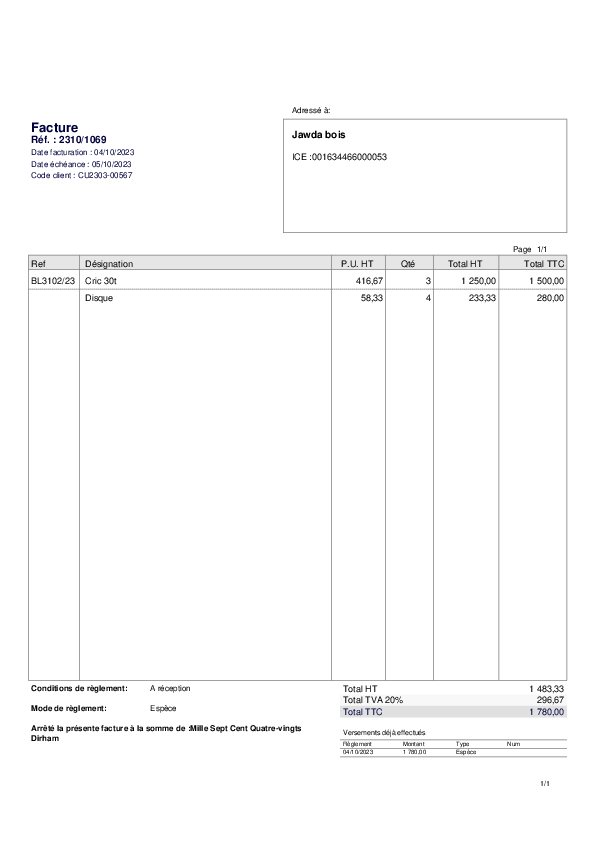 Adressé à:
Facture
Réf. : 2310/1069
Date facturation : 04/10/2023
Date échéance : 05/10/2023
Code client : CU2303-00567
Jawda bois
ICE :001634466000053
Page 1/1
Ref Désignation P.U. HT Qté Total HT Total TTC
BL3102/23 Cric 30t 416,67 3 1 250,00 1 500,00
Disque 58,33 4 233,33 280,00
Conditions de règlement: A réception
Mode de règlement: Espèce
Arrêté la présente facture à la somme de :Mille Sept Cent Quatre-vingts
Dirham
Total HT 1 483,33
Total TVA 20% 296,67
Total TTC 1 780,00
Versements déjà effectués
Règlement Montant Type Num
04/10/2023 1 780,00 Espèce
1/1